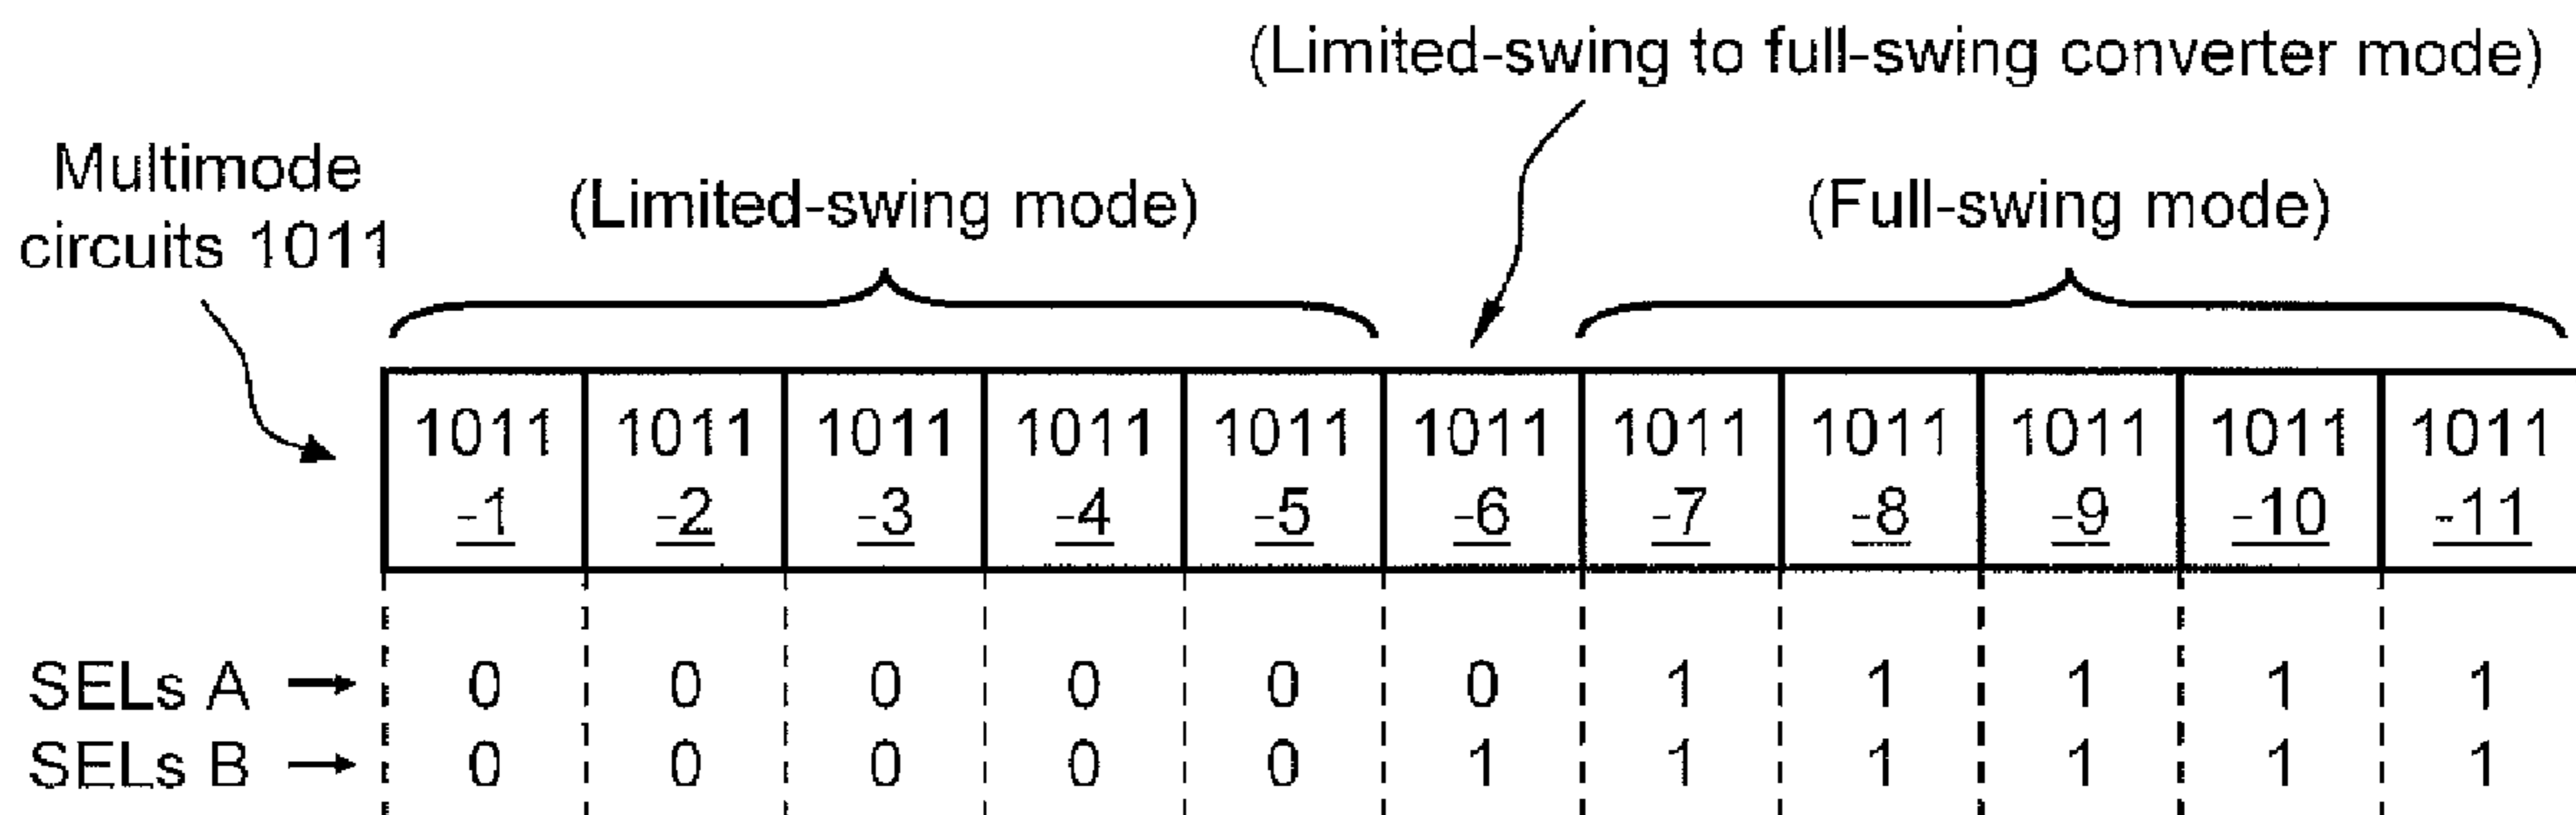 (Limited-swing to full-swing converter mode)
Multimode
circuits 1011
(Limited-swing mode)
(Full-swing mode)
1011 1011 1011 1011 1011 1011 1011 1011 1011 1011 1011
-1 -2 -3 -4 -5 -6 -7 -8 -9 -10 -11
SELs A → 0 0 0 0 0 0 1 1 1 1 1
SELs B → 0 0 0 0 0 1 1 1 1 1 1